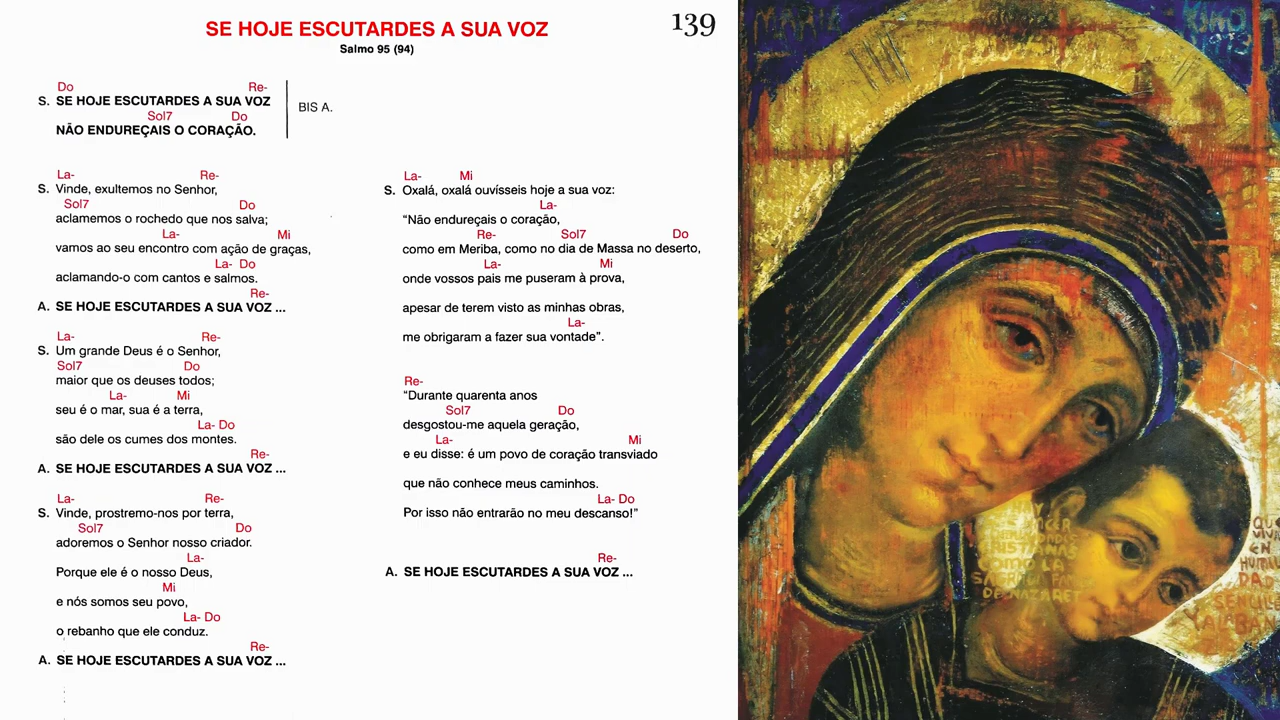 SE HOJE ESCUTARDES A SUA VOZ
139
Salmo 95 (94)
Do Re-
S. SE HOJE ESCUTARDES A SUA VOZ
BIS A.
Sol7 Do
NÃO ENDUREÇAIS O CORAÇÃO.
La- Re-
S. Vinde, exultemos no Senhor,
Sol7 Do
aclamemos o rochedo que nos salva;
La- Mi
vamos ao seu encontro com ação de graças,
La- Do
aclamando-o com cantos e salmos.
Re-
A. SE HOJE ESCUTARDES A SUA VOZ ...
La- Re-
S. Um grande Deus é o Senhor,
Sol7 Do
maior que os deuses todos;
La- Mi
seu é o mar, sua é a terra,
La- Do
são dele os cumes dos montes.
Re-
A. SE HOJE ESCUTARDES A SUA VOZ ...
La- Re-
S. Vinde, prostremo-nos por terra,
Sol7 Do
adoremos o Senhor nosso criador.
La-
Porque ele é o nosso Deus,
Mi
e nós somos seu povo,
La- Do
o rebanho que ele conduz.
Re-
A. SE HOJE ESCUTARDES A SUA VOZ ...
La- Mi
S. Oxalá, oxalá ouvísseis hoje a sua voz:
La-
“Não endureçais o coração,
Re- Sol7 Do
como em Meriba, como no dia de Massa no deserto,
La- Mi
onde vossos pais me puseram à prova,
apesar de terem visto as minhas obras,
La-
me obrigaram a fazer sua vontade”.
Re-
“Durante quarenta anos
Sol7 Do
desgostou-me aquela geração,
La- Mi
e eu disse: é um povo de coração transviado
que não conhece meus caminhos.
La- Do
Por isso não entrarão no meu descanso!”
Re-
A. SE HOJE ESCUTARDES A SUA VOZ ...
COMO LA
DE NAZARET
EN